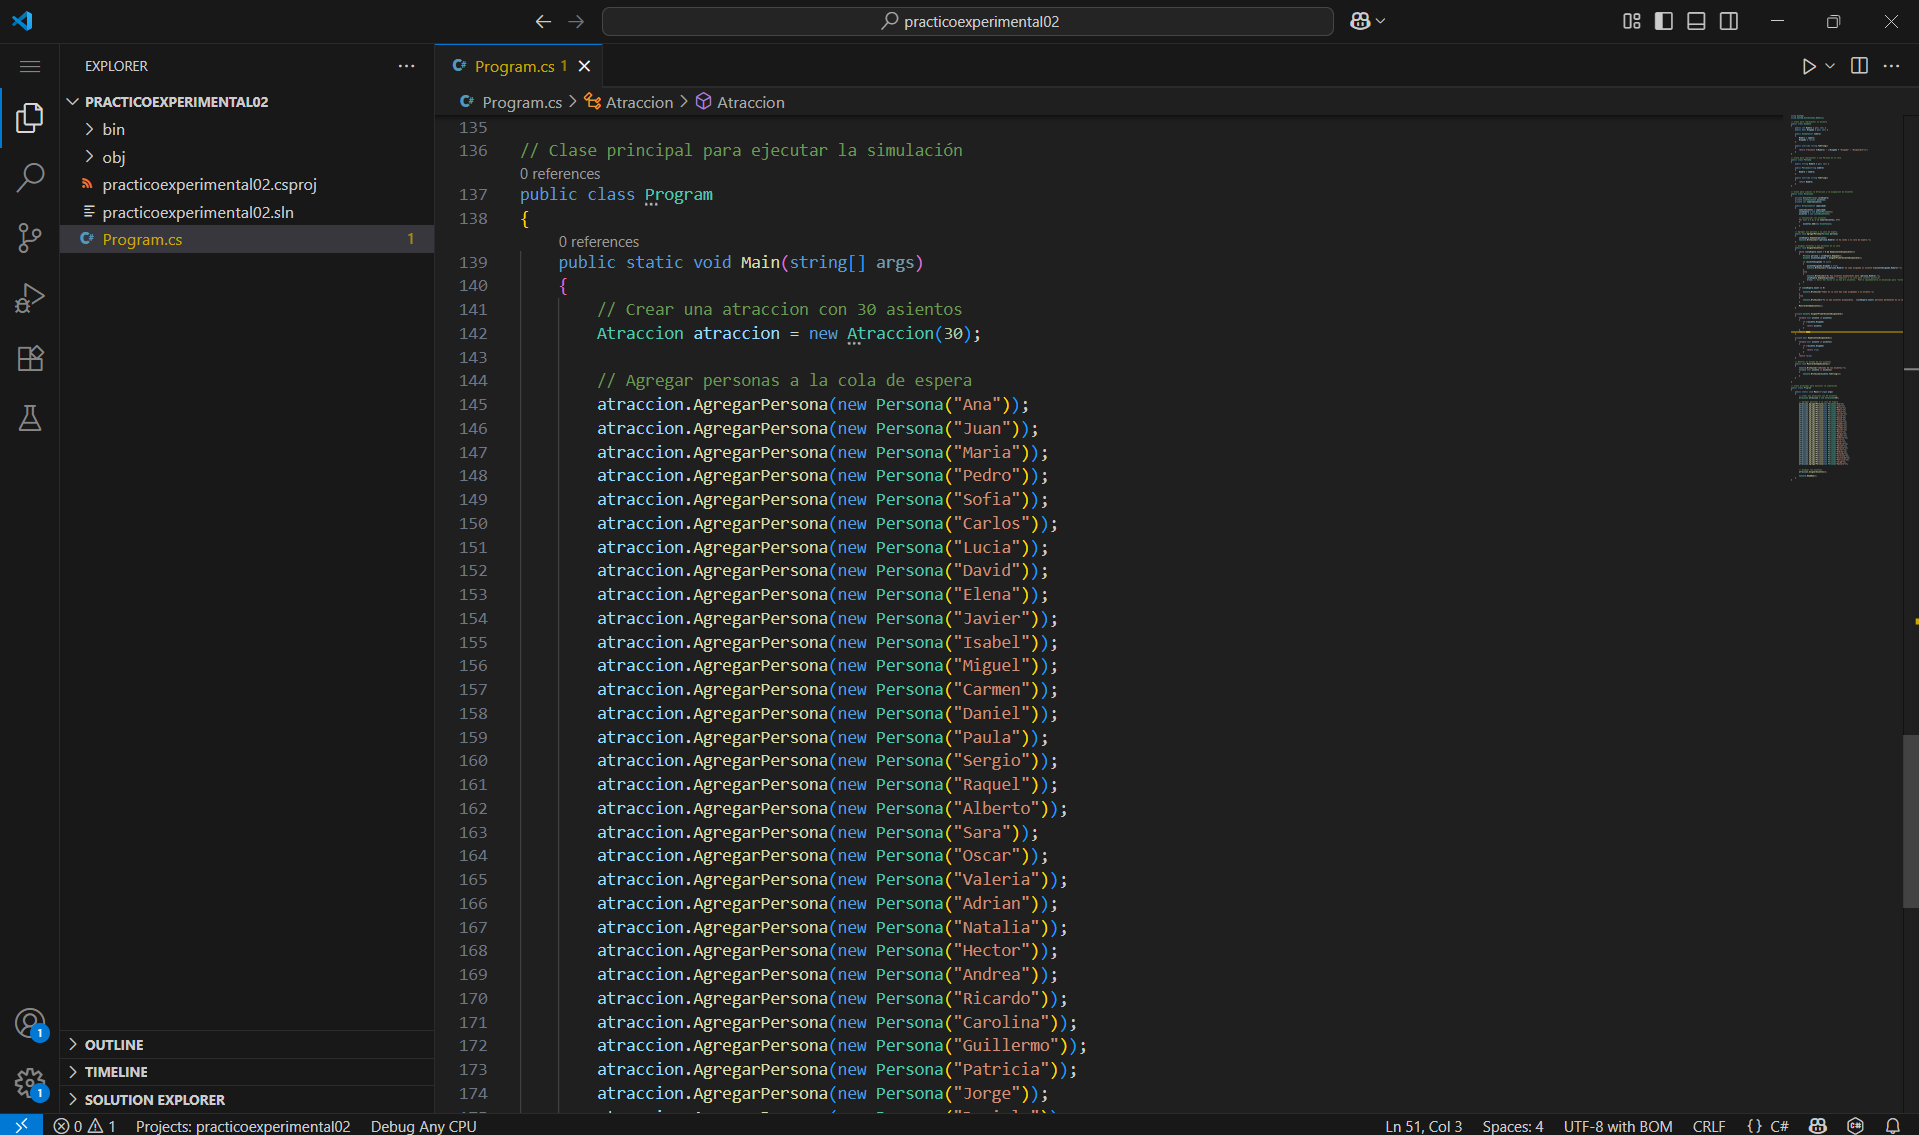 practicoexperimental02
EXPLORER
PRACTICOEXPERIMENTAL02
bin
obj
practicoexperimental02.csproj
practicoexperimental02.sln
Program.cs 1
OUTLINE
TIMELINE
SOLUTION EXPLORER
1
1
Program.cs 1
Program.cs > Atraccion > Atraccion
135
136 // Clase principal para ejecutar la simulación
0 references
137 public class Program
138 {
0 references
139 public static void Main(string[] args)
140 {
141 // Crear una atraccion con 30 asientos
142 Atraccion atraccion = new Atraccion(30);
143
144 // Agregar personas a la cola de espera
145 atraccion.AgregarPersona(new Persona("Ana"));
146 atraccion.AgregarPersona(new Persona("Juan"));
147 atraccion.AgregarPersona(new Persona("Maria"));
148 atraccion.AgregarPersona(new Persona("Pedro"));
149 atraccion.AgregarPersona(new Persona("Sofia"));
150 atraccion.AgregarPersona(new Persona("Carlos"));
151 atraccion.AgregarPersona(new Persona("Lucia"));
152 atraccion.AgregarPersona(new Persona("David"));
153 atraccion.AgregarPersona(new Persona("Elena"));
154 atraccion.AgregarPersona(new Persona("Javier"));
155 atraccion.AgregarPersona(new Persona("Isabel"));
156 atraccion.AgregarPersona(new Persona("Miguel"));
157 atraccion.AgregarPersona(new Persona("Carmen"));
158 atraccion.AgregarPersona(new Persona("Daniel"));
159 atraccion.AgregarPersona(new Persona("Paula"));
160 atraccion.AgregarPersona(new Persona("Sergio"));
161 atraccion.AgregarPersona(new Persona("Raquel"));
162 atraccion.AgregarPersona(new Persona("Alberto"));
163 atraccion.AgregarPersona(new Persona("Sara"));
164 atraccion.AgregarPersona(new Persona("Oscar"));
165 atraccion.AgregarPersona(new Persona("Valeria"));
166 atraccion.AgregarPersona(new Persona("Adrian"));
167 atraccion.AgregarPersona(new Persona("Natalia"));
168 atraccion.AgregarPersona(new Persona("Hector"));
169 atraccion.AgregarPersona(new Persona("Andrea"));
170 atraccion.AgregarPersona(new Persona("Ricardo"));
171 atraccion.AgregarPersona(new Persona("Carolina"));
172 atraccion.AgregarPersona(new Persona("Guillermo"));
173 atraccion.AgregarPersona(new Persona("Patricia"));
174 atraccion.AgregarPersona(new Persona("Jorge"));
0 1 Projects: practicoexperimental02 Debug Any CPU Ln 51, Col 3 Spaces: 4 UTF-8 with BOM CRLF {} C#